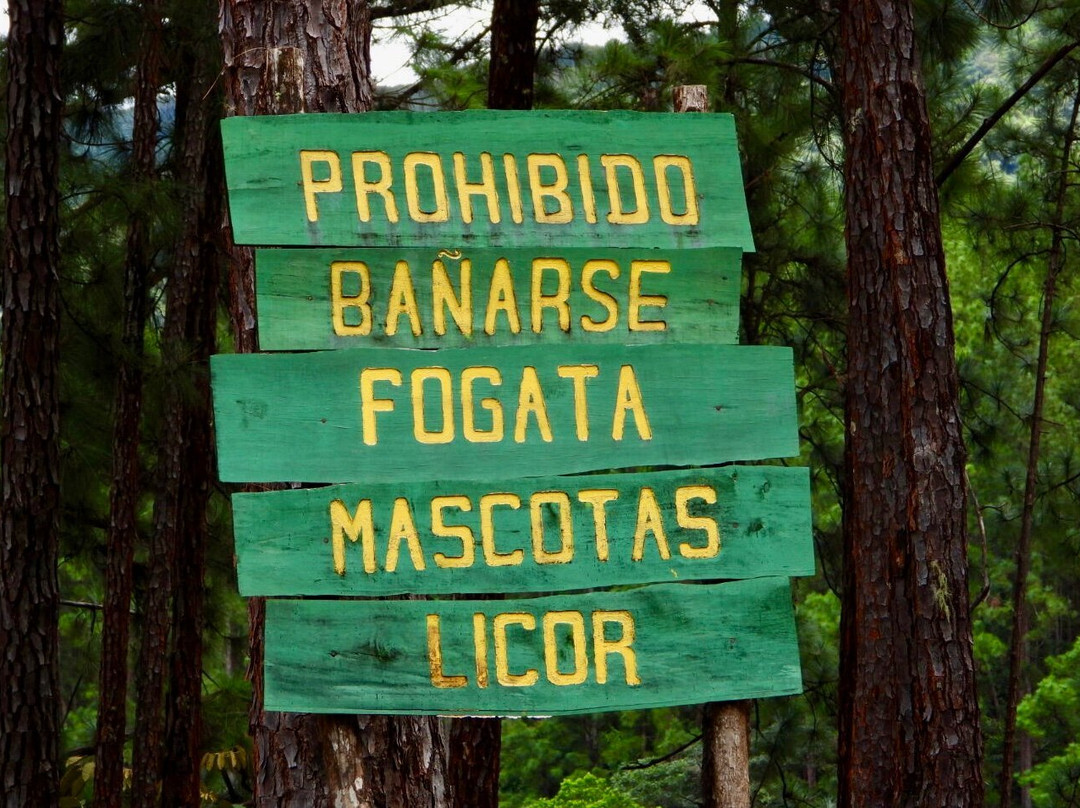 PROHIBIDO
BAÑARSE
FOGATA
MASCOTAS
LICOR